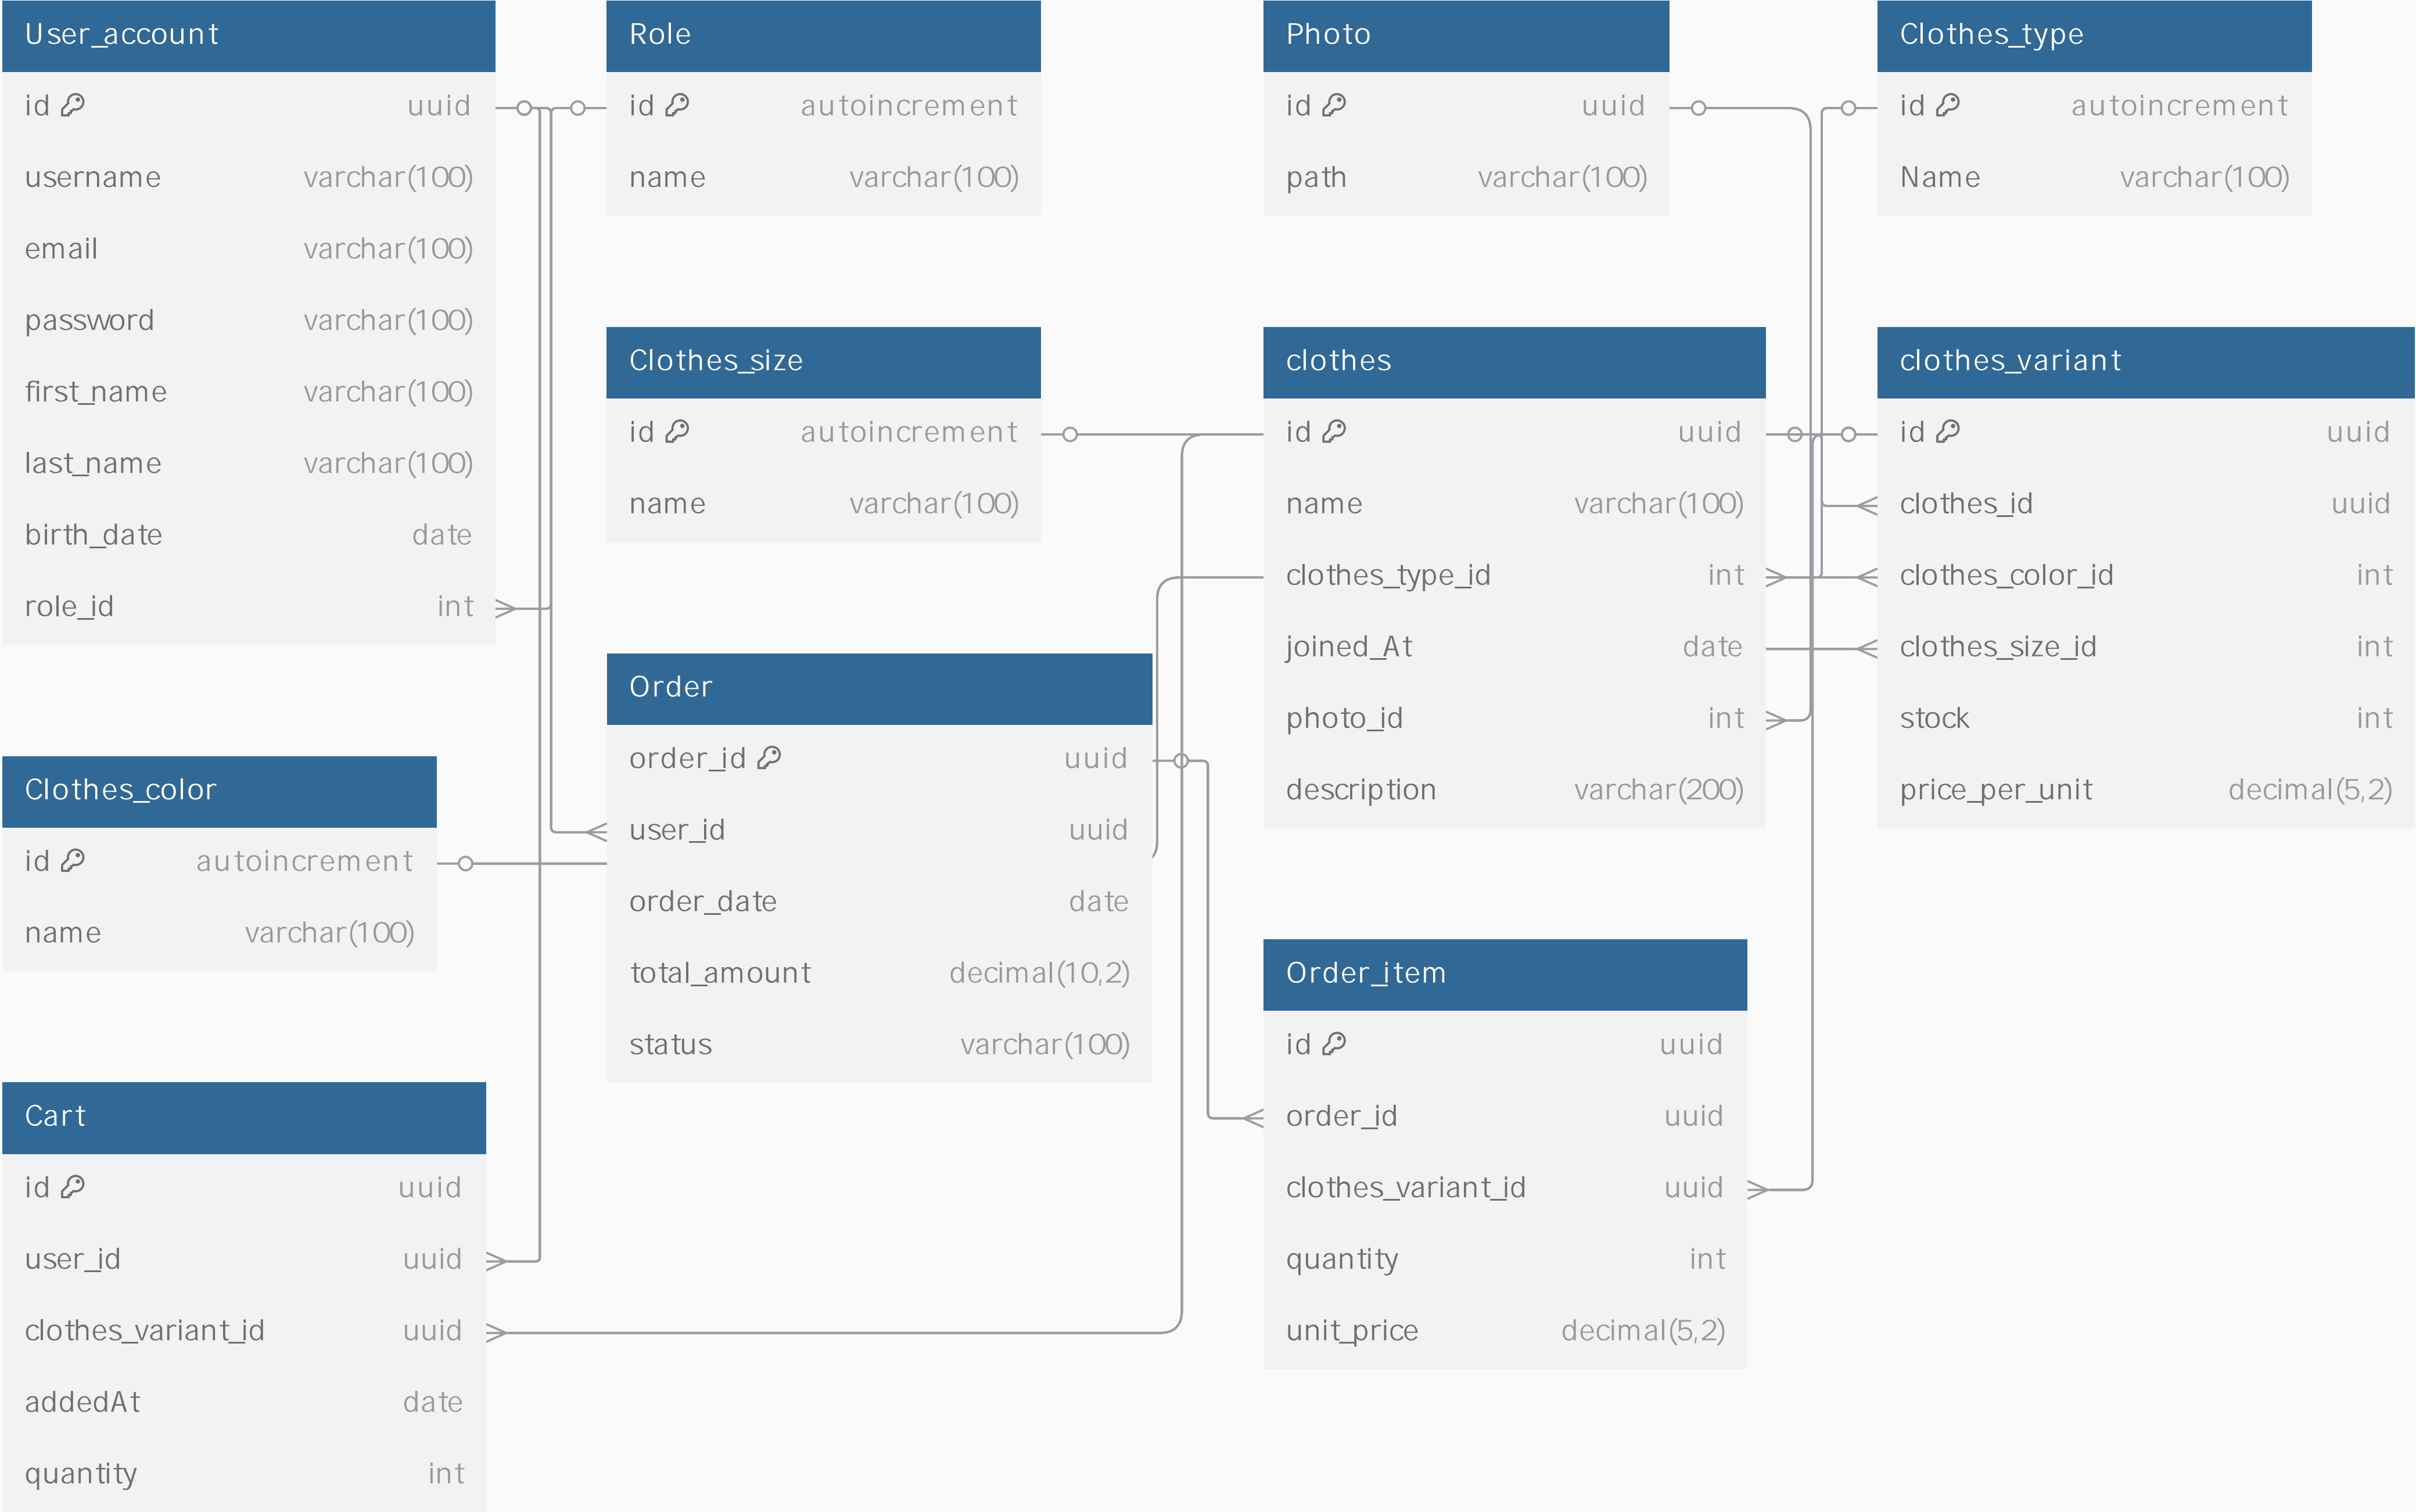 User_account
id uuid
username varchar(100)
email varchar(100)
password varchar(100)
first_name varchar(100)
last_name varchar(100)
birth_date date
role_id int
Role
id autoincrement
name varchar(100)
Photo
id uuid
path varchar(100)
Clothes_type
id autoincrement
Name varchar(100)
Clothes_size
id autoincrement
name varchar(100)
clothes
id uuid
name varchar(100)
clothes_type_id int
joined_At date
photo_id int
description varchar(200)
clothes_variant
id uuid
clothes_id uuid
clothes_color_id int
clothes_size_id int
stock int
price_per_unit decimal(5,2)
Order
order_id uuid
user_id uuid
order_date date
total_amount decimal(10,2)
status varchar(100)
Clothes_color
id autoincrement
name varchar(100)
Order_item
id uuid
order_id uuid
clothes_variant_id uuid
quantity int
unit_price decimal(5,2)
Cart
id uuid
user_id uuid
clothes_variant_id uuid
addedAt date
quantity int